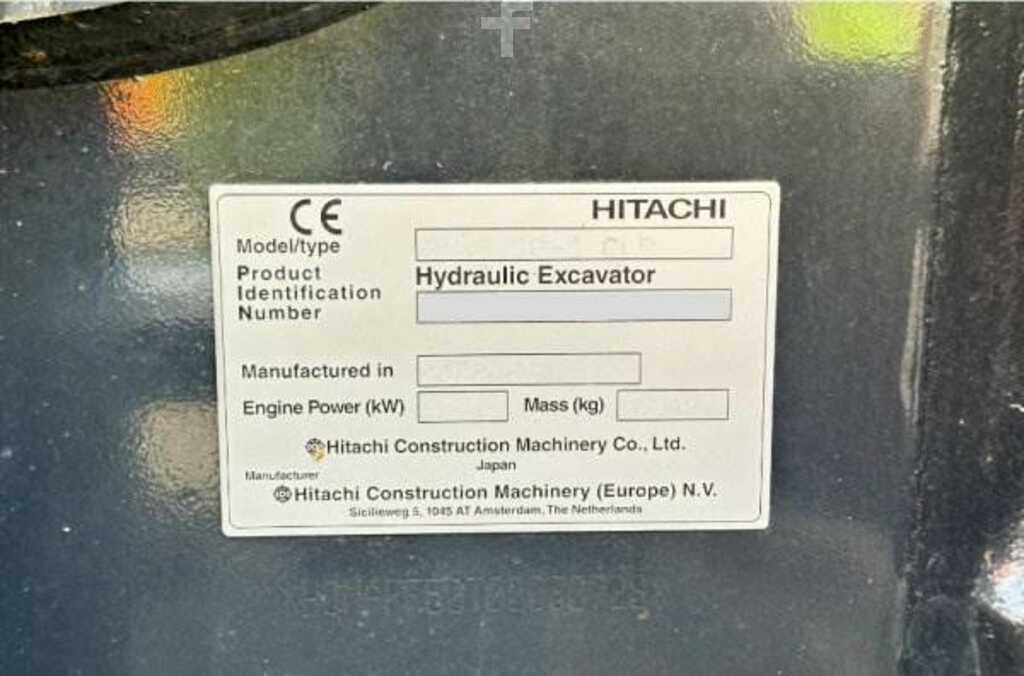 CE HITACHI
Model/type
Product Hydraulic Excavator
Identification
Number
Manufactured in
Engine Power (kW) Mass (kg)
Hitachi Construction Machinery Co., Ltd.
Japan
Manufacturer
Hitachi Construction Machinery (Europe) N.V.
Sicilieweg 5, 1045 AT Amsterdam, The Netherlands